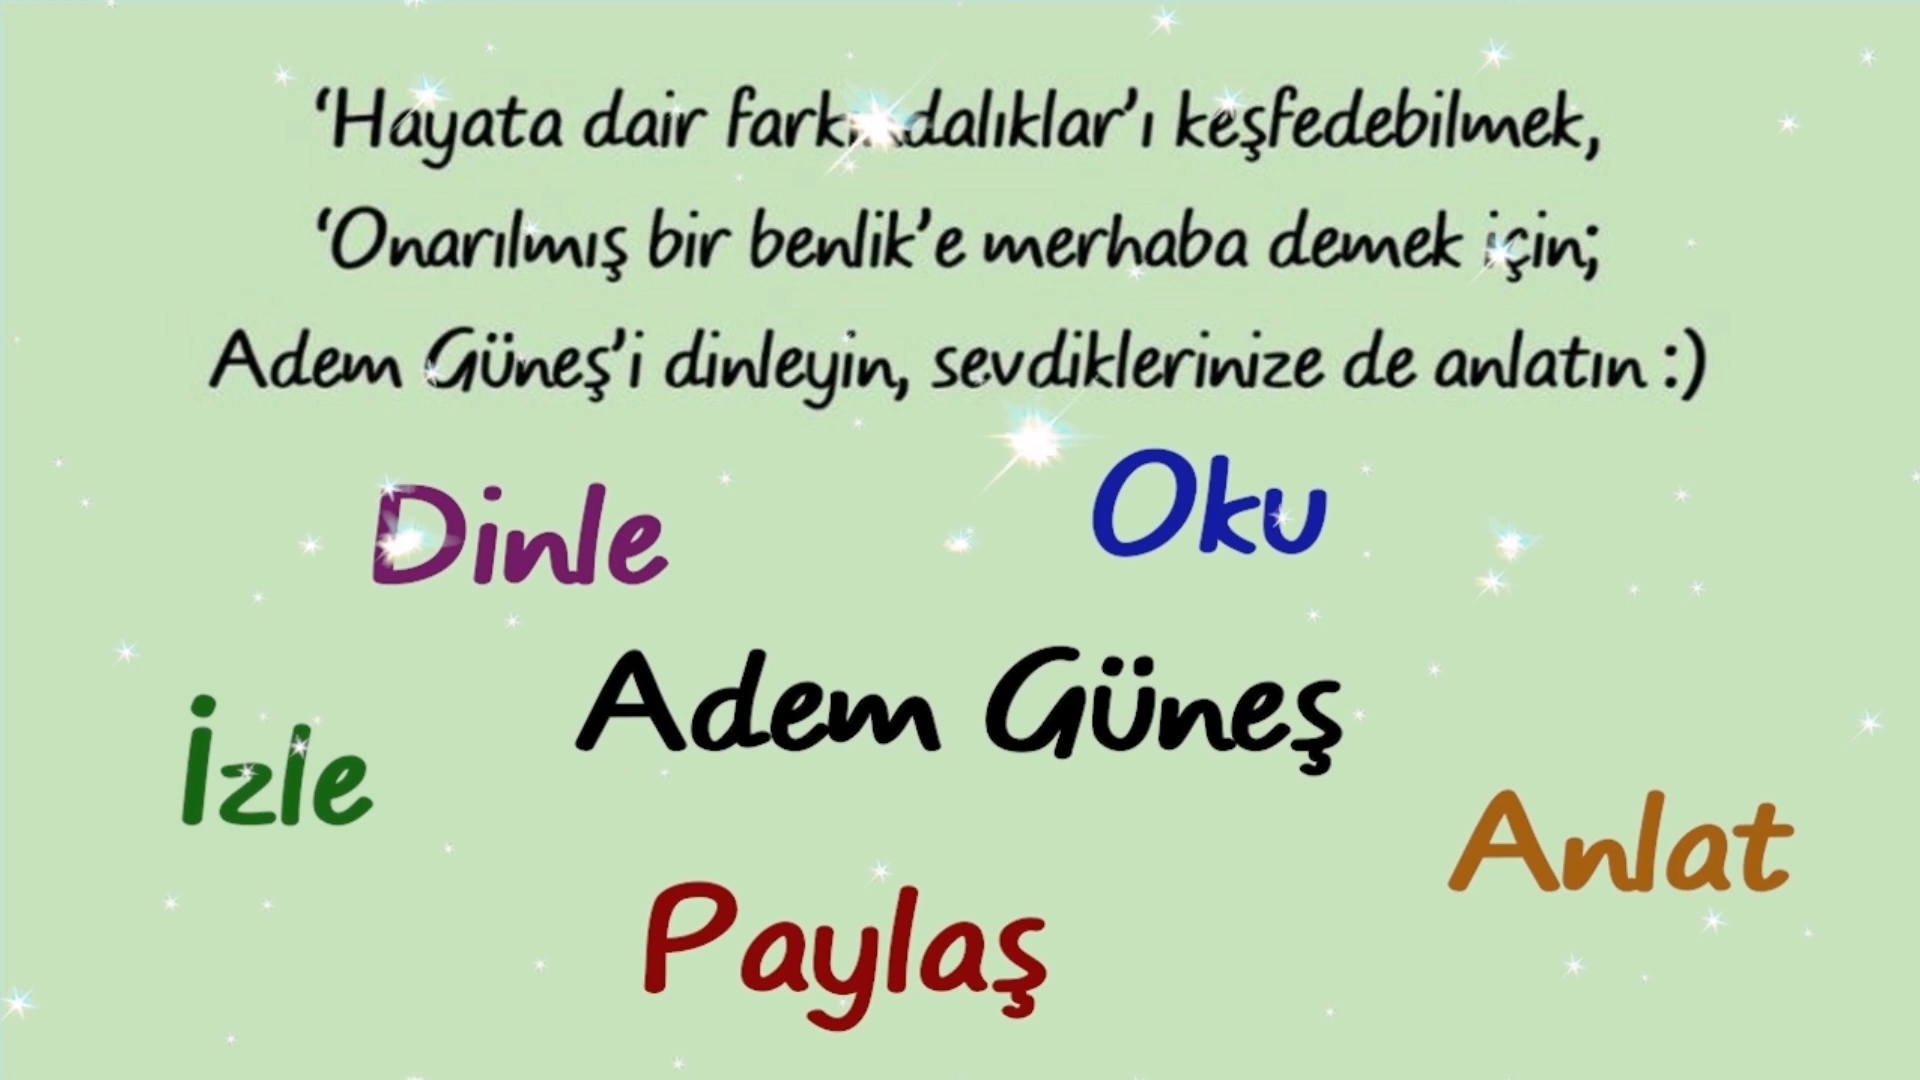 ‘Hayata dair farkındalıklar’ı keşfedebilmek,
‘Onarılmış bir benlik’e merhaba demek için;
Adem Güneş’i dinleyin, sevdiklerinize de anlatın :)
Dinle
Oku
Adem Güneş
İzle
Anlat
Paylaş